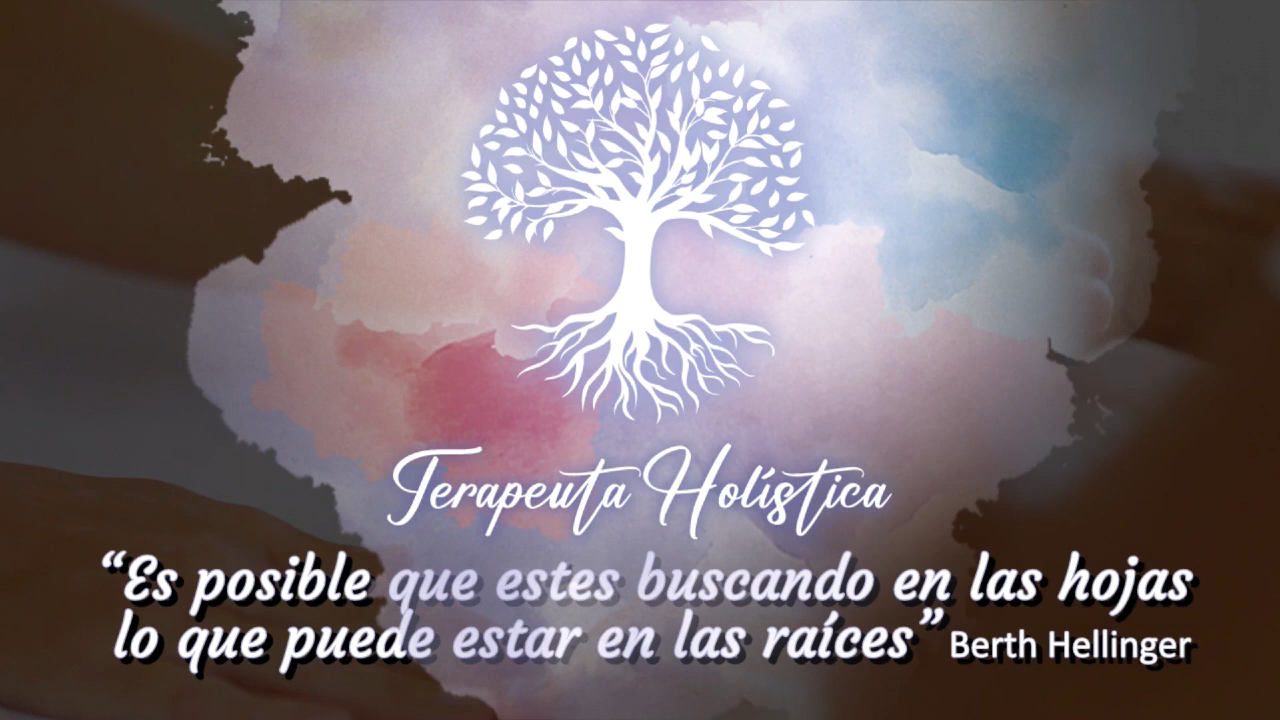 Terapeuta Holística
“Es posible que estes buscando en las hojas
lo que puede estar en las raíces” Berth Hellinger